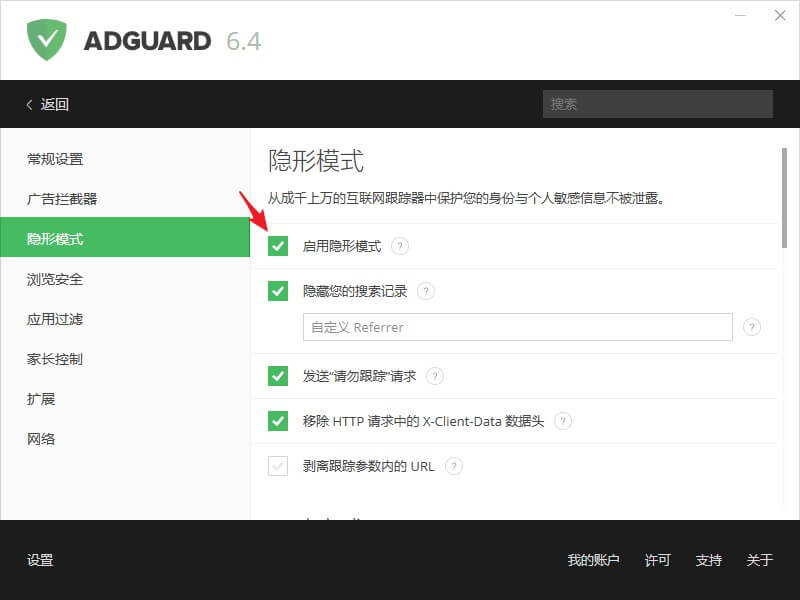 ADGUARD 6.4
返回
搜索
常规设置
广告拦截器
隐形模式
浏览安全
应用过滤
家长控制
扩展
网络
隐形模式
从成千上万的互联网跟踪器中保护您的身份与个人敏感信息不被泄露。
启用隐形模式 ?
隐藏您的搜索记录 ?
自定义 Referrer ?
发送“请勿跟踪”请求 ?
移除 HTTP 请求中的 X-Client-Data 数据头 ?
剥离跟踪参数内的 URL ?
设置
我的账户 许可 支持 关于